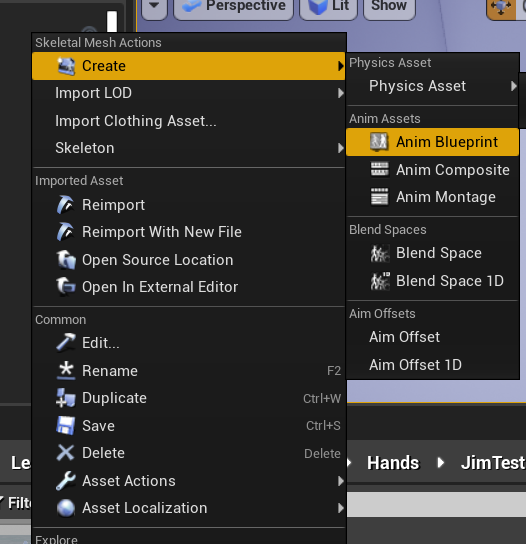 Perspective Lit Show
Skeletal Mesh Actions
Create
Import LOD
Import Clothing Asset...
Skeleton
Imported Asset
Reimport
Reimport With New File
Open Source Location
Open In External Editor
Common
Edit...
Rename F2
Duplicate Ctrl+W
Save Ctrl+S
Delete Delete
Asset Actions
Asset Localization
Explore
Physics Asset
Physics Asset
Anim Assets
Anim Blueprint
Anim Composite
Anim Montage
Blend Spaces
Blend Space
Blend Space 1D
Aim Offsets
Aim Offset
Aim Offset 1D
Hands JimTest